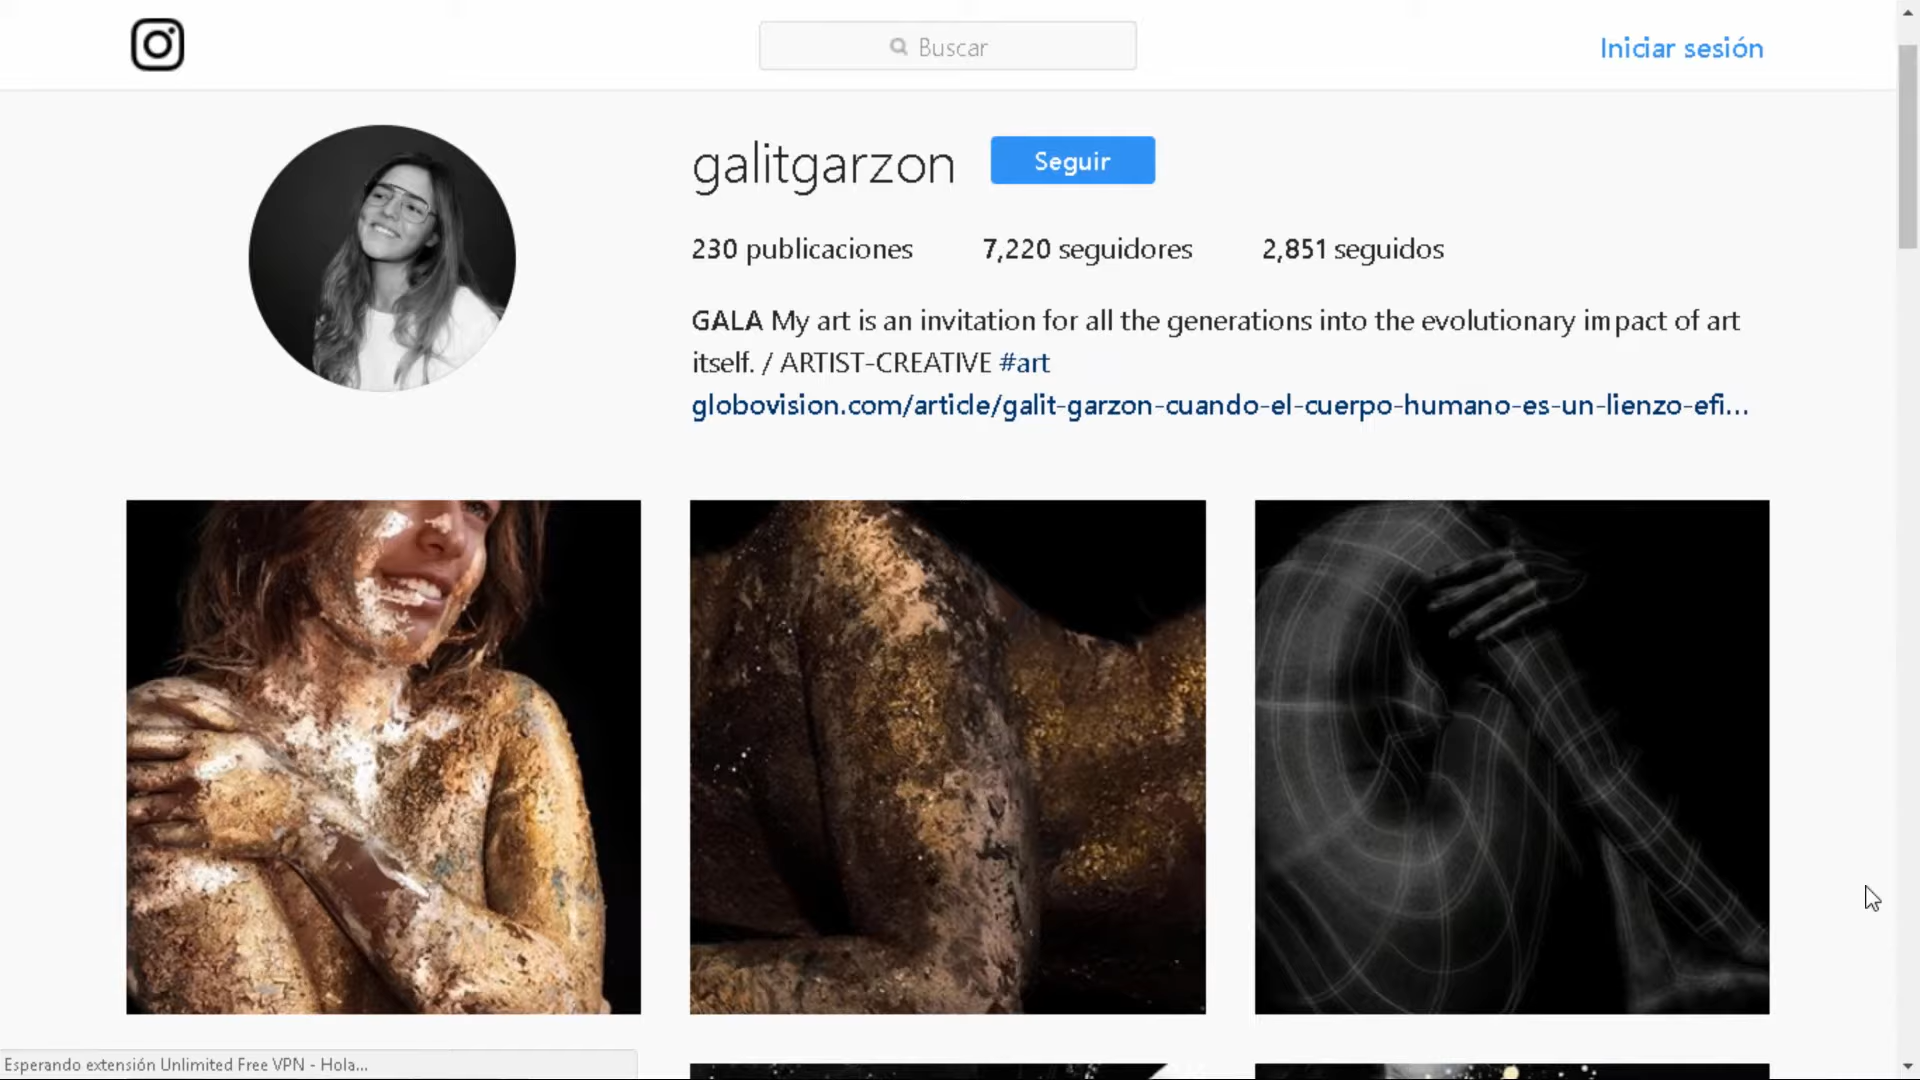 Buscar
Iniciar sesión
galitgarzon
Seguir
230 publicaciones 7,220 seguidores 2,851 seguidos
GALA My art is an invitation for all the generations into the evolutionary impact of art
itself. / ARTIST-CREATIVE #art
globovision.com/article/galit-garzon-cuando-el-cuerpo-humano-es-un-lienzo-efi...
Esperando extensión Unlimited Free VPN - Hola...